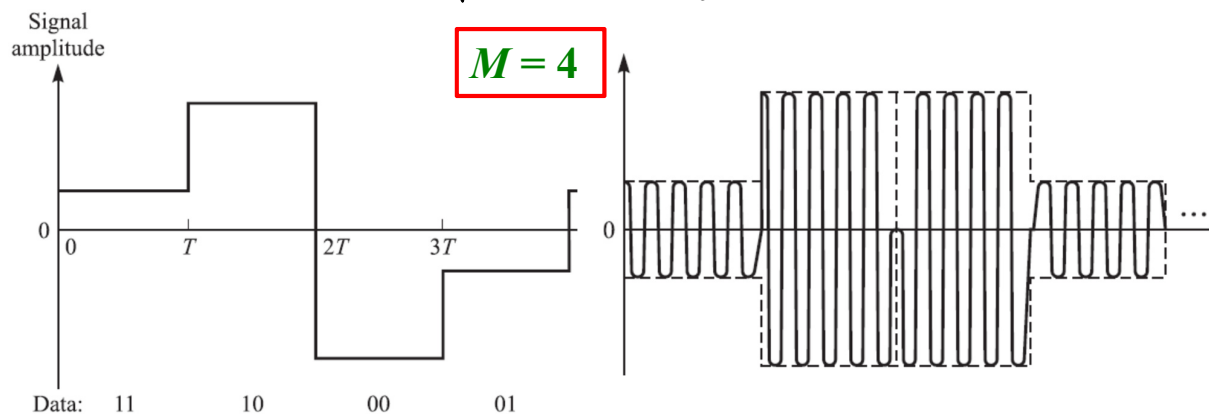 Signal
amplitude
M = 4
0
0 T 2T 3T
0
...
Data: 11 10 00 01